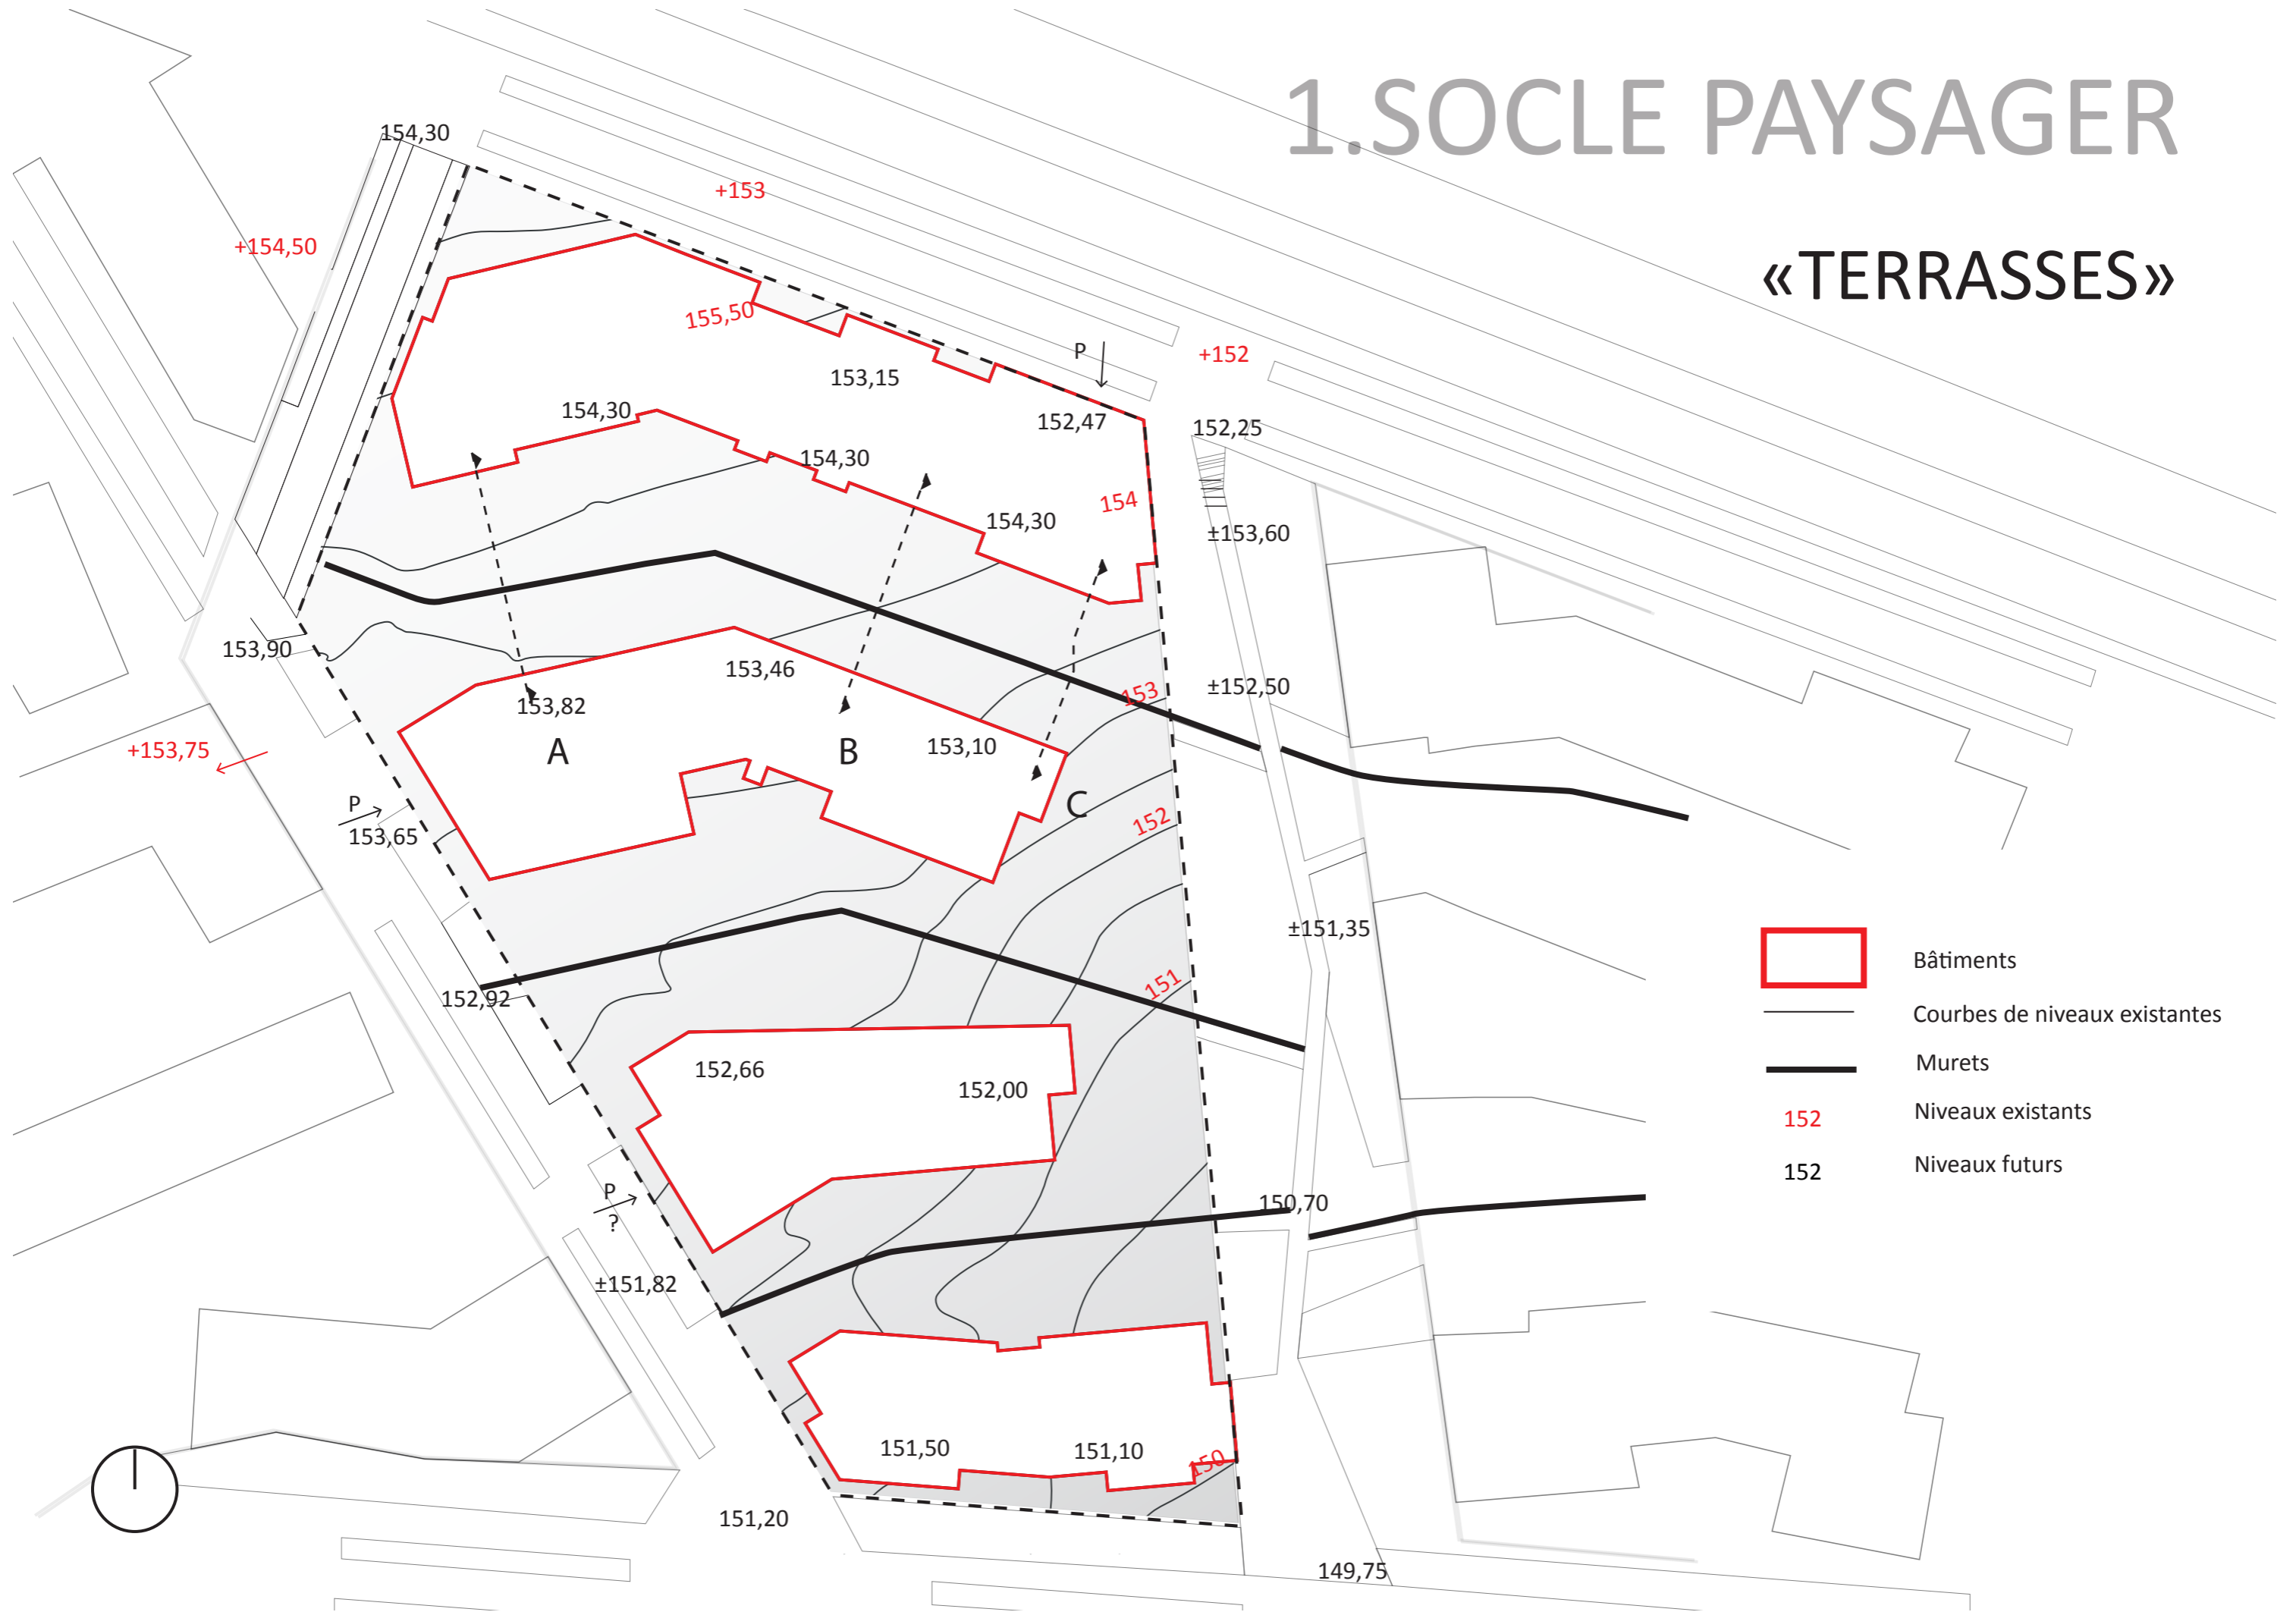 1.SOCLE PAYSAGER
«TERRASSES»
154,30
+153
+154,50
155,50
P
+152
153,15
154,30
152,47
152,25
154,30
154
154,30
±153,60
153,90
153,46
±152,50
153
153,82
+153,75
A
B
153,10
P
C
153,65
152
±151,35
Bâtiments
151
152,92
Courbes de niveaux existantes
152,66
Murets
152,00
152
Niveaux existants
152
Niveaux futurs
P
?
150,70
±151,82
151,50
151,10
150
151,20
149,75